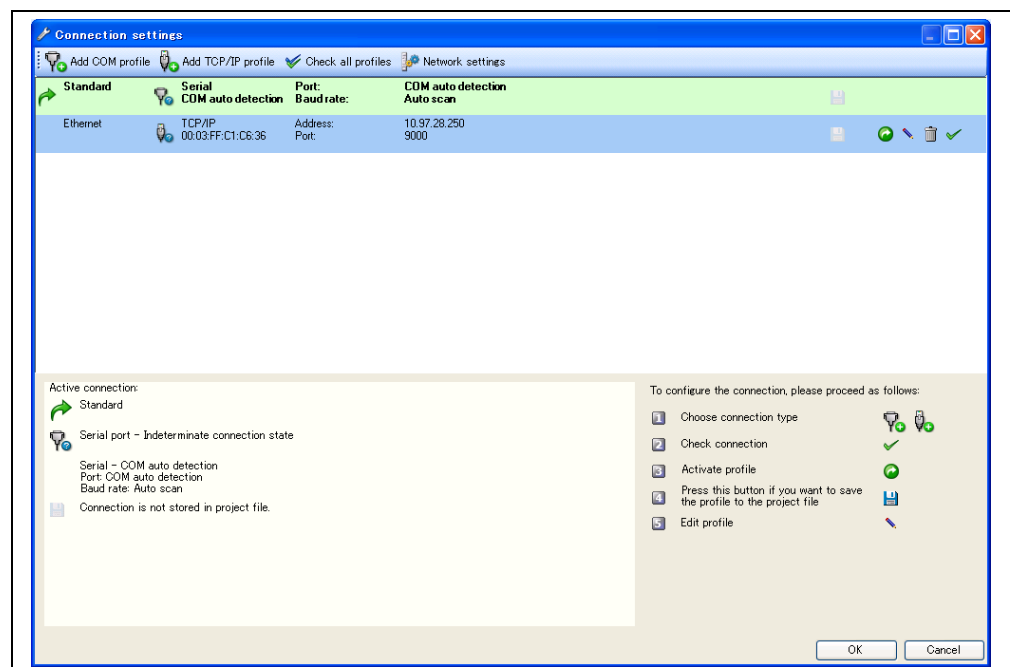 Connection settings
Add COM profile Add TCP/IP profile Check all profiles Network settings
Standard Serial Port: COM auto detection
COM auto detection Baud rate: Auto scan
Ethernet TCP/IP Address: 10.97.28.250
00:03:FF:C1:C6:36 Port: 9000
Active connection:
Standard
Serial port - Indeterminate connection state
Serial - COM auto detection
Port: COM auto detection
Baud rate: Auto scan
Connection is not stored in project file.
To configure the connection, please proceed as follows:
1 Choose connection type
2 Check connection
3 Activate profile
4 Press this button if you want to save
the profile to the project file
5 Edit profile
OK Cancel